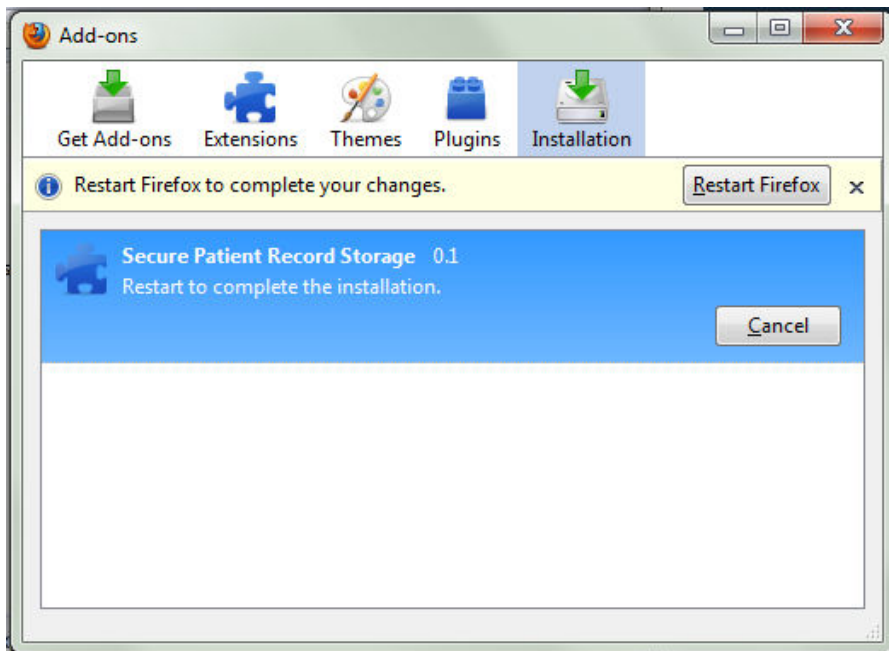 Add-ons
Get Add-ons Extensions Themes Plugins Installation
Restart Firefox to complete your changes. Restart Firefox
Secure Patient Record Storage 0.1
Restart to complete the installation.
Cancel